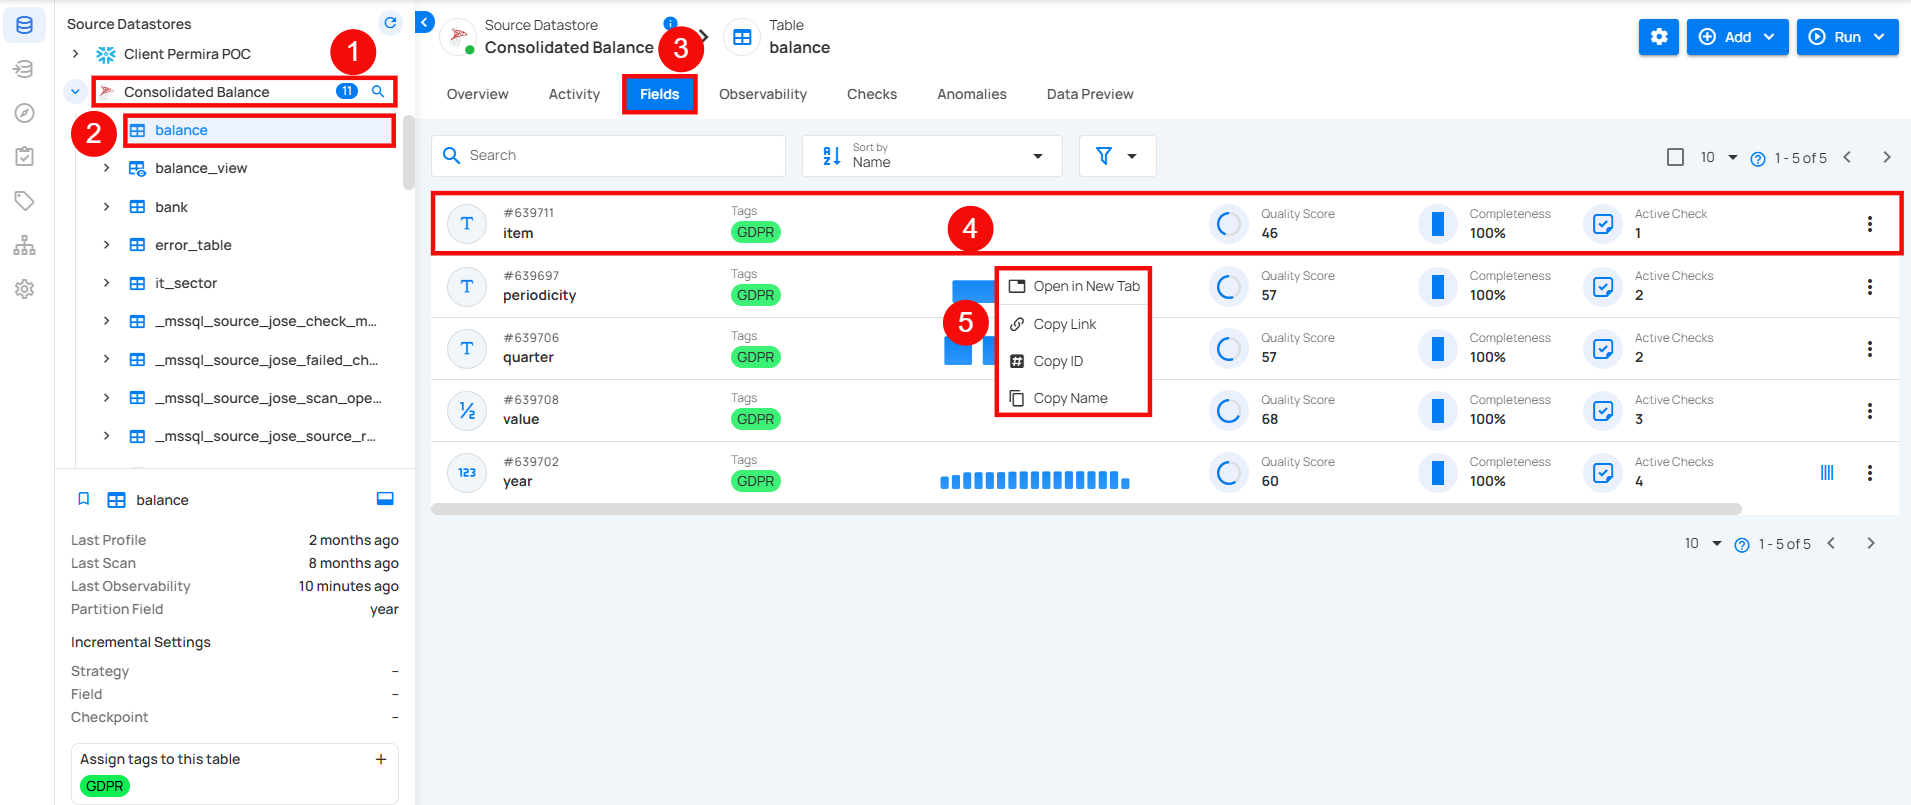 Source Datastores
Client Permira POC
1
Consolidated Balance
11
2
balance
balance_view
bank
error_table
it_sector
_mssql_source_jose_check_m...
_mssql_source_jose_failed_ch...
_mssql_source_jose_scan_ope...
_mssql_source_jose_source_r...
balance
Last Profile 2 months ago
Last Scan 8 months ago
Last Observability 10 minutes ago
Partition Field year
Incremental Settings
Strategy –
Field –
Checkpoint –
Assign tags to this table +
GDPR
Source Datastore
Consolidated Balance
3
Table
balance
Add
Run
Overview
Activity
Fields
Observability
Checks
Anomalies
Data Preview
Search
Sort by
Name
10
1 - 5 of 5
#639711
item
Tags
GDPR
4
Quality Score
46
Completeness
100%
Active Check
1
#639697
periodicity
Tags
GDPR
Quality Score
57
Completeness
100%
Active Checks
2
5
Open in New Tab
Copy Link
Copy ID
Copy Name
#639706
quarter
Tags
GDPR
Quality Score
57
Completeness
100%
Active Checks
2
#639708
value
Tags
GDPR
Quality Score
68
Completeness
100%
Active Checks
3
#639702
year
Tags
GDPR
Quality Score
60
Completeness
100%
Active Checks
4
10
1 - 5 of 5